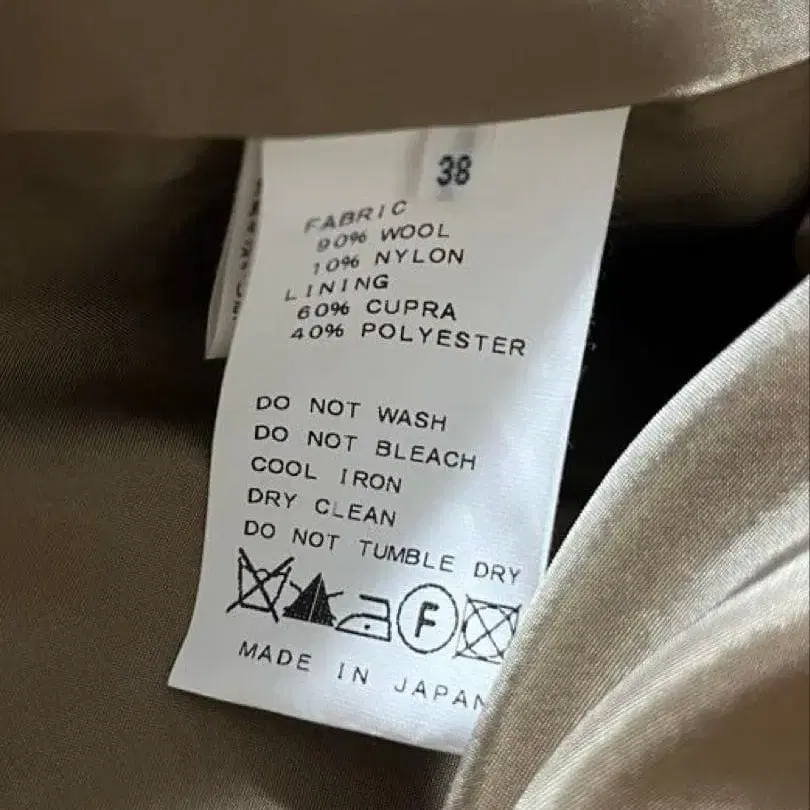 38
FABRIC
90% WOOL
10% NYLON
LINING
60% CUPRA
40% POLYESTER
DO NOT WASH
DO NOT BLEACH
COOL IRON
DRY CLEAN
DO NOT TUMBLE DRY
F
MADE IN JAPAN